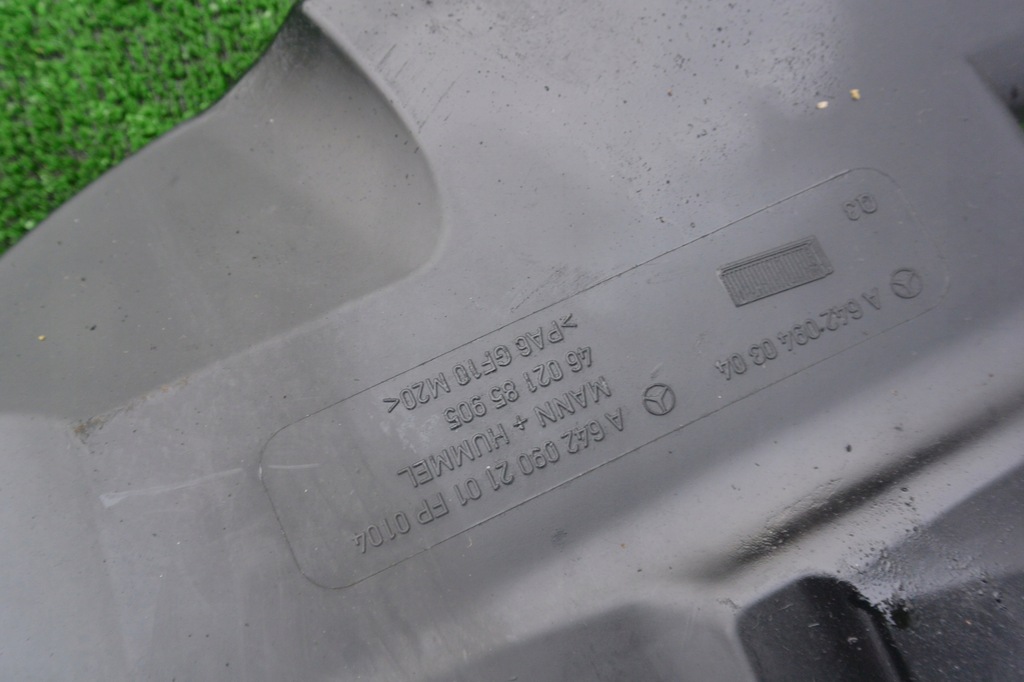 A 642 090 21 01 FP 0104
MANN + HUMMEL
46 021 85 905
>PA6 GF10 M20<
A 642 094 03 04